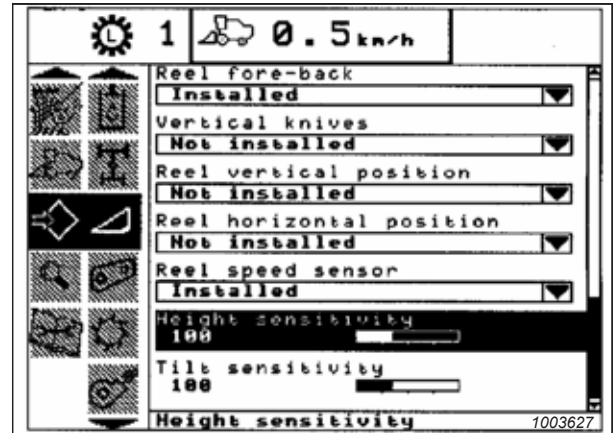 L 1 0.5km/h
Reel fore-back
Installed
Vertical knives
Not installed
Reel vertical position
Not installed
Reel horizontal position
Not installed
Reel speed sensor
Installed
Height sensitivity
100
Tilt sensitivity
100
Height sensitivity
1003627